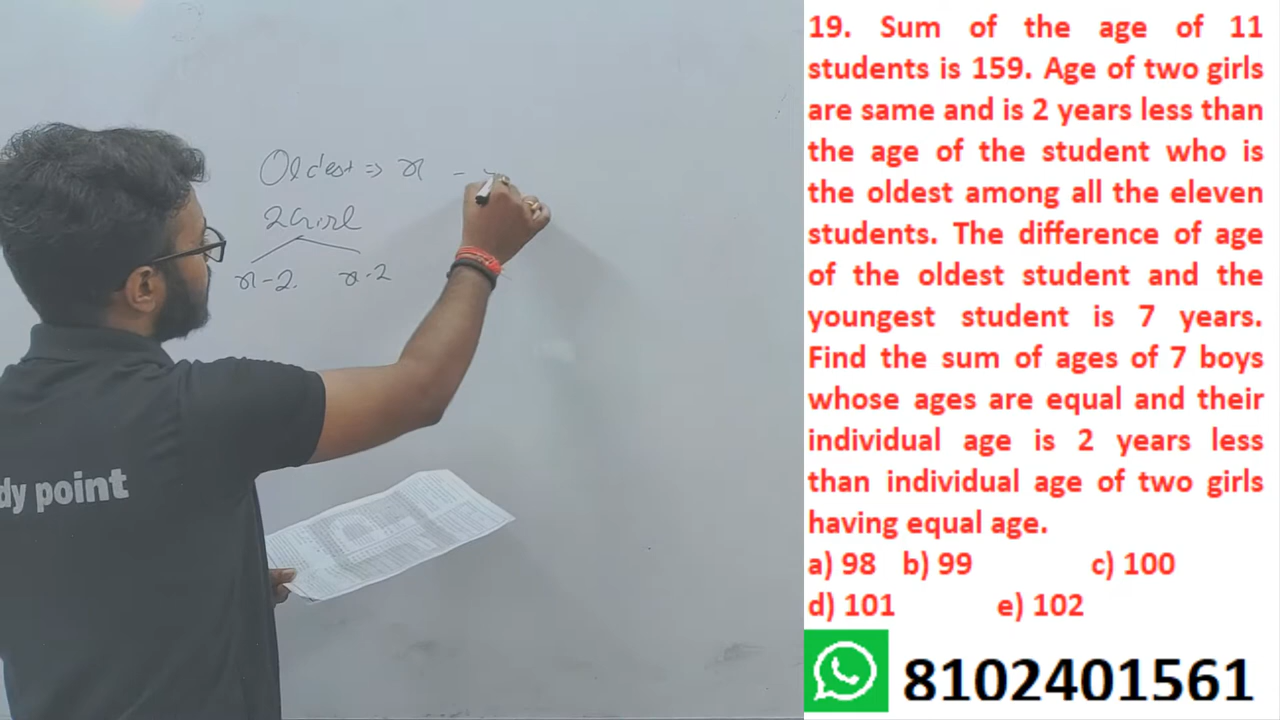 Oldest => x -
2 Girl
x-2. x-2
dy point
19. Sum of the age of 11
students is 159. Age of two girls
are same and is 2 years less than
the age of the student who is
the oldest among all the eleven
students. The difference of age
of the oldest student and the
youngest student is 7 years.
Find the sum of ages of 7 boys
whose ages are equal and their
individual age is 2 years less
than individual age of two girls
having equal age.
a) 98 b) 99 c) 100
d) 101 e) 102
8102401561